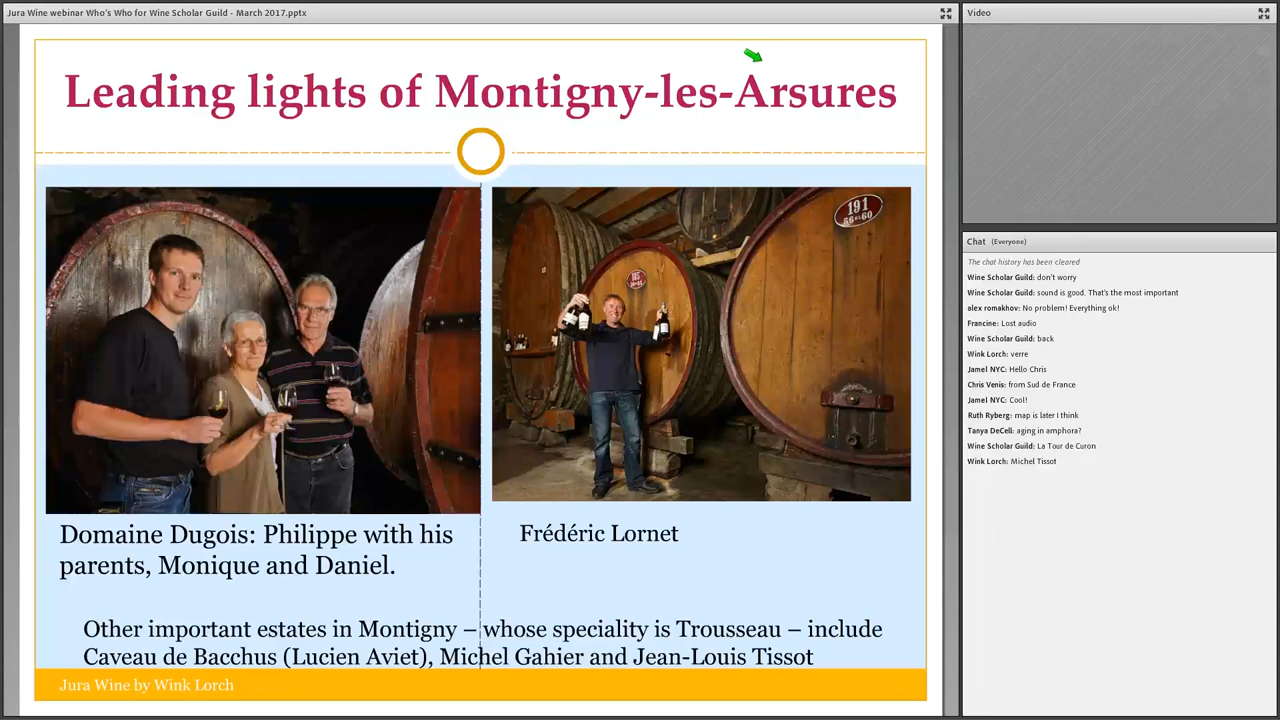 Jura Wine webinar Who's Who for Wine Scholar Guild - March 2017.pptx
Leading lights of Montigny-les-Arsures
191
56 HL 60
185
Domaine Dugois: Philippe with his
parents, Monique and Daniel.
Frédéric Lornet
Other important estates in Montigny – whose speciality is Trousseau – include
Caveau de Bacchus (Lucien Aviet), Michel Gahier and Jean-Louis Tissot
Jura Wine by Wink Lorch
Video
Chat (Everyone)
The chat history has been cleared
Wine Scholar Guild: don't worry
Wine Scholar Guild: sound is good. That's the most important
alex romakhov: No problem! Everything ok!
Francine: Lost audio
Wine Scholar Guild: back
Wink Lorch: verre
Jamel NYC: Hello Chris
Chris Venis: from Sud de France
Jamel NYC: Cool!
Ruth Ryberg: map is later I think
Tanya DeCell: aging in amphora?
Wine Scholar Guild: La Tour de Curon
Wink Lorch: Michel Tissot